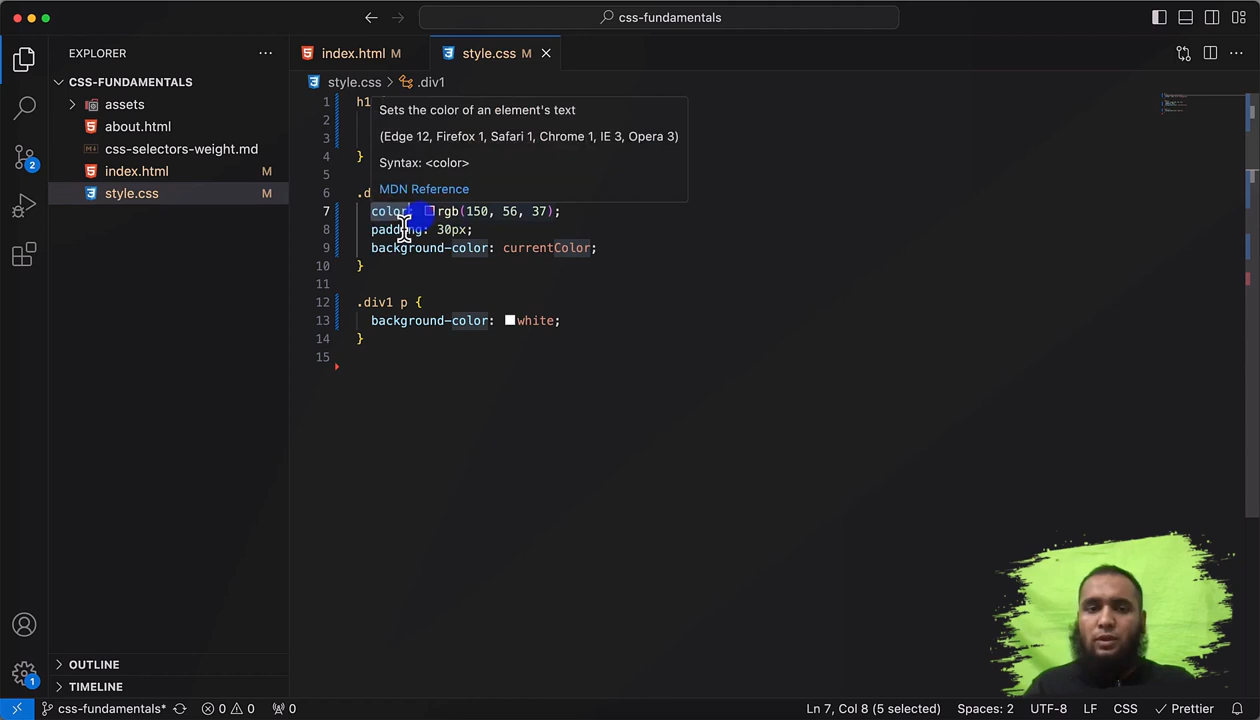 css-fundamentals
EXPLORER
index.html M
style.css M
CSS-FUNDAMENTALS
style.css > .div1
assets
about.html
css-selectors-weight.md
index.html M
style.css M
1 h1
2
3
4 }
5
6 .d
7 color: rgb(150, 56, 37);
8 padding: 30px;
9 background-color: currentColor;
10 }
11
12 .div1 p {
13 background-color: white;
14 }
15
Sets the color of an element's text
(Edge 12, Firefox 1, Safari 1, Chrome 1, IE 3, Opera 3)
Syntax: <color>
MDN Reference
2
1
OUTLINE
TIMELINE
css-fundamentals* 0 0 0
Ln 7, Col 8 (5 selected) Spaces: 2 UTF-8 LF CSS Prettier